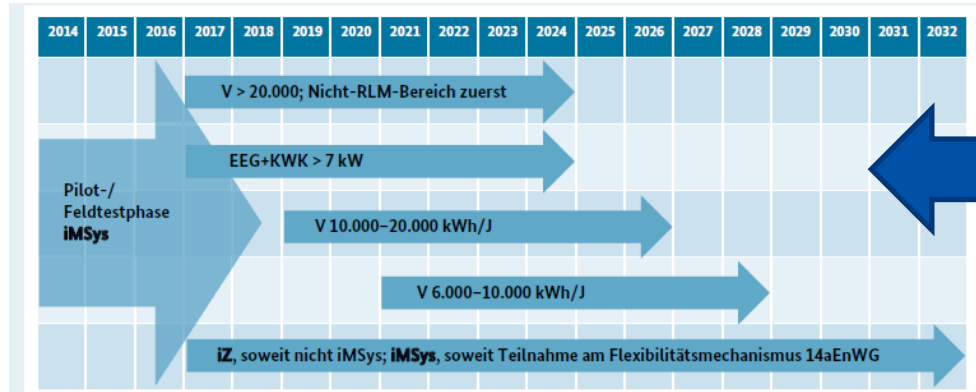 2014 2015 2016 2017 2018 2019 2020 2021 2022 2023 2024 2025 2026 2027 2028 2029 2030 2031 2032
V > 20.000; Nicht-RLM-Bereich zuerst
EEG+KWK > 7 kW
Pilot-/
Feldtestphase
iMSys
V 10.000–20.000 kWh/J
V 6.000–10.000 kWh/J
iZ, soweit nicht iMSys; iMSys, soweit Teilnahme am Flexibilitätsmechanismus 14aEnWG